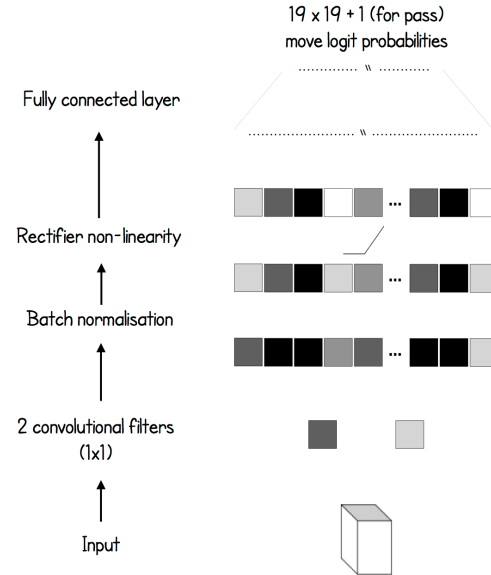 19 x 19 + 1 (for pass)
move logit probabilities
Fully connected layer
Rectifier non-linearity
Batch normalisation
2 convolutional filters
(1x1)
Input